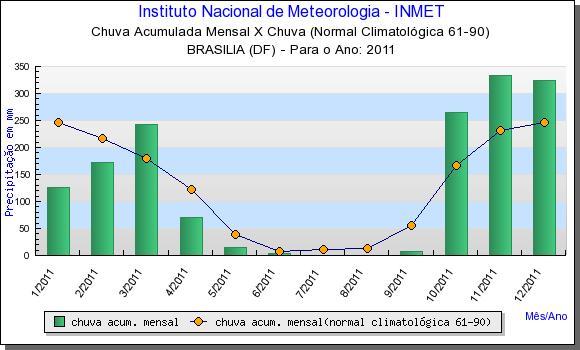 Instituto Nacional de Meteorologia - INMET
Chuva Acumulada Mensal X Chuva (Normal Climatológica 61-90)
BRASILIA (DF) - Para o Ano: 2011
Precipitação em mm
350
300
250
200
150
100
50
0
1/2011
2/2011
3/2011
4/2011
5/2011
6/2011
7/2011
8/2011
9/2011
10/2011
11/2011
12/2011
Mês/Ano
chuva acum. mensal
chuva acum. mensal(normal climatológica 61-90)